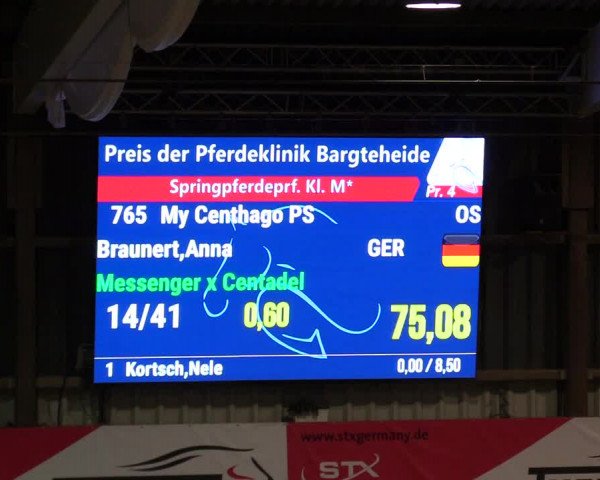 Preis der Pferdeklinik Bargteheide
Springpferdeprf. Kl. M*
Pr. 4
765 My Centhago PS OS
Braunert,Anna GER
Messenger x Centadel
14/41 0,60 75,08
1 Kortsch,Nele 0,00 / 8,50
www.stxgermany.de
STX